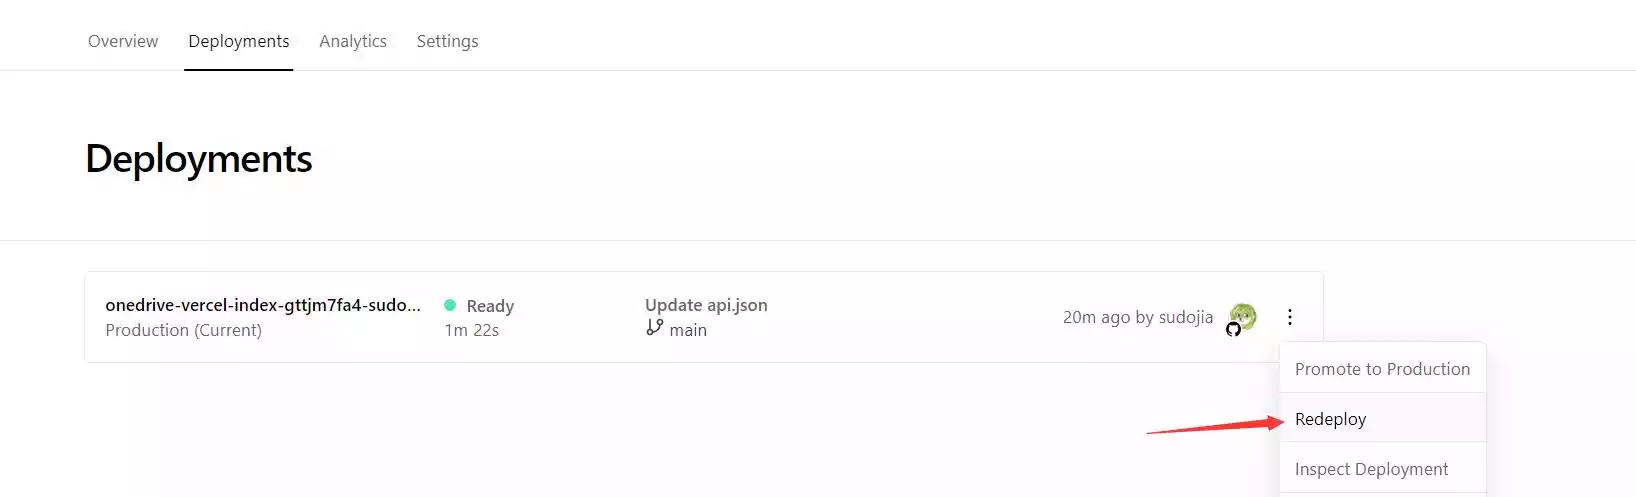 Overview Deployments Analytics Settings
Deployments
onedrive-vercel-index-gttjm7fa4-sudo... Ready Update api.json
Production (Current) 1m 22s main
20m ago by sudojia
Promote to Production
Redeploy
Inspect Deployment